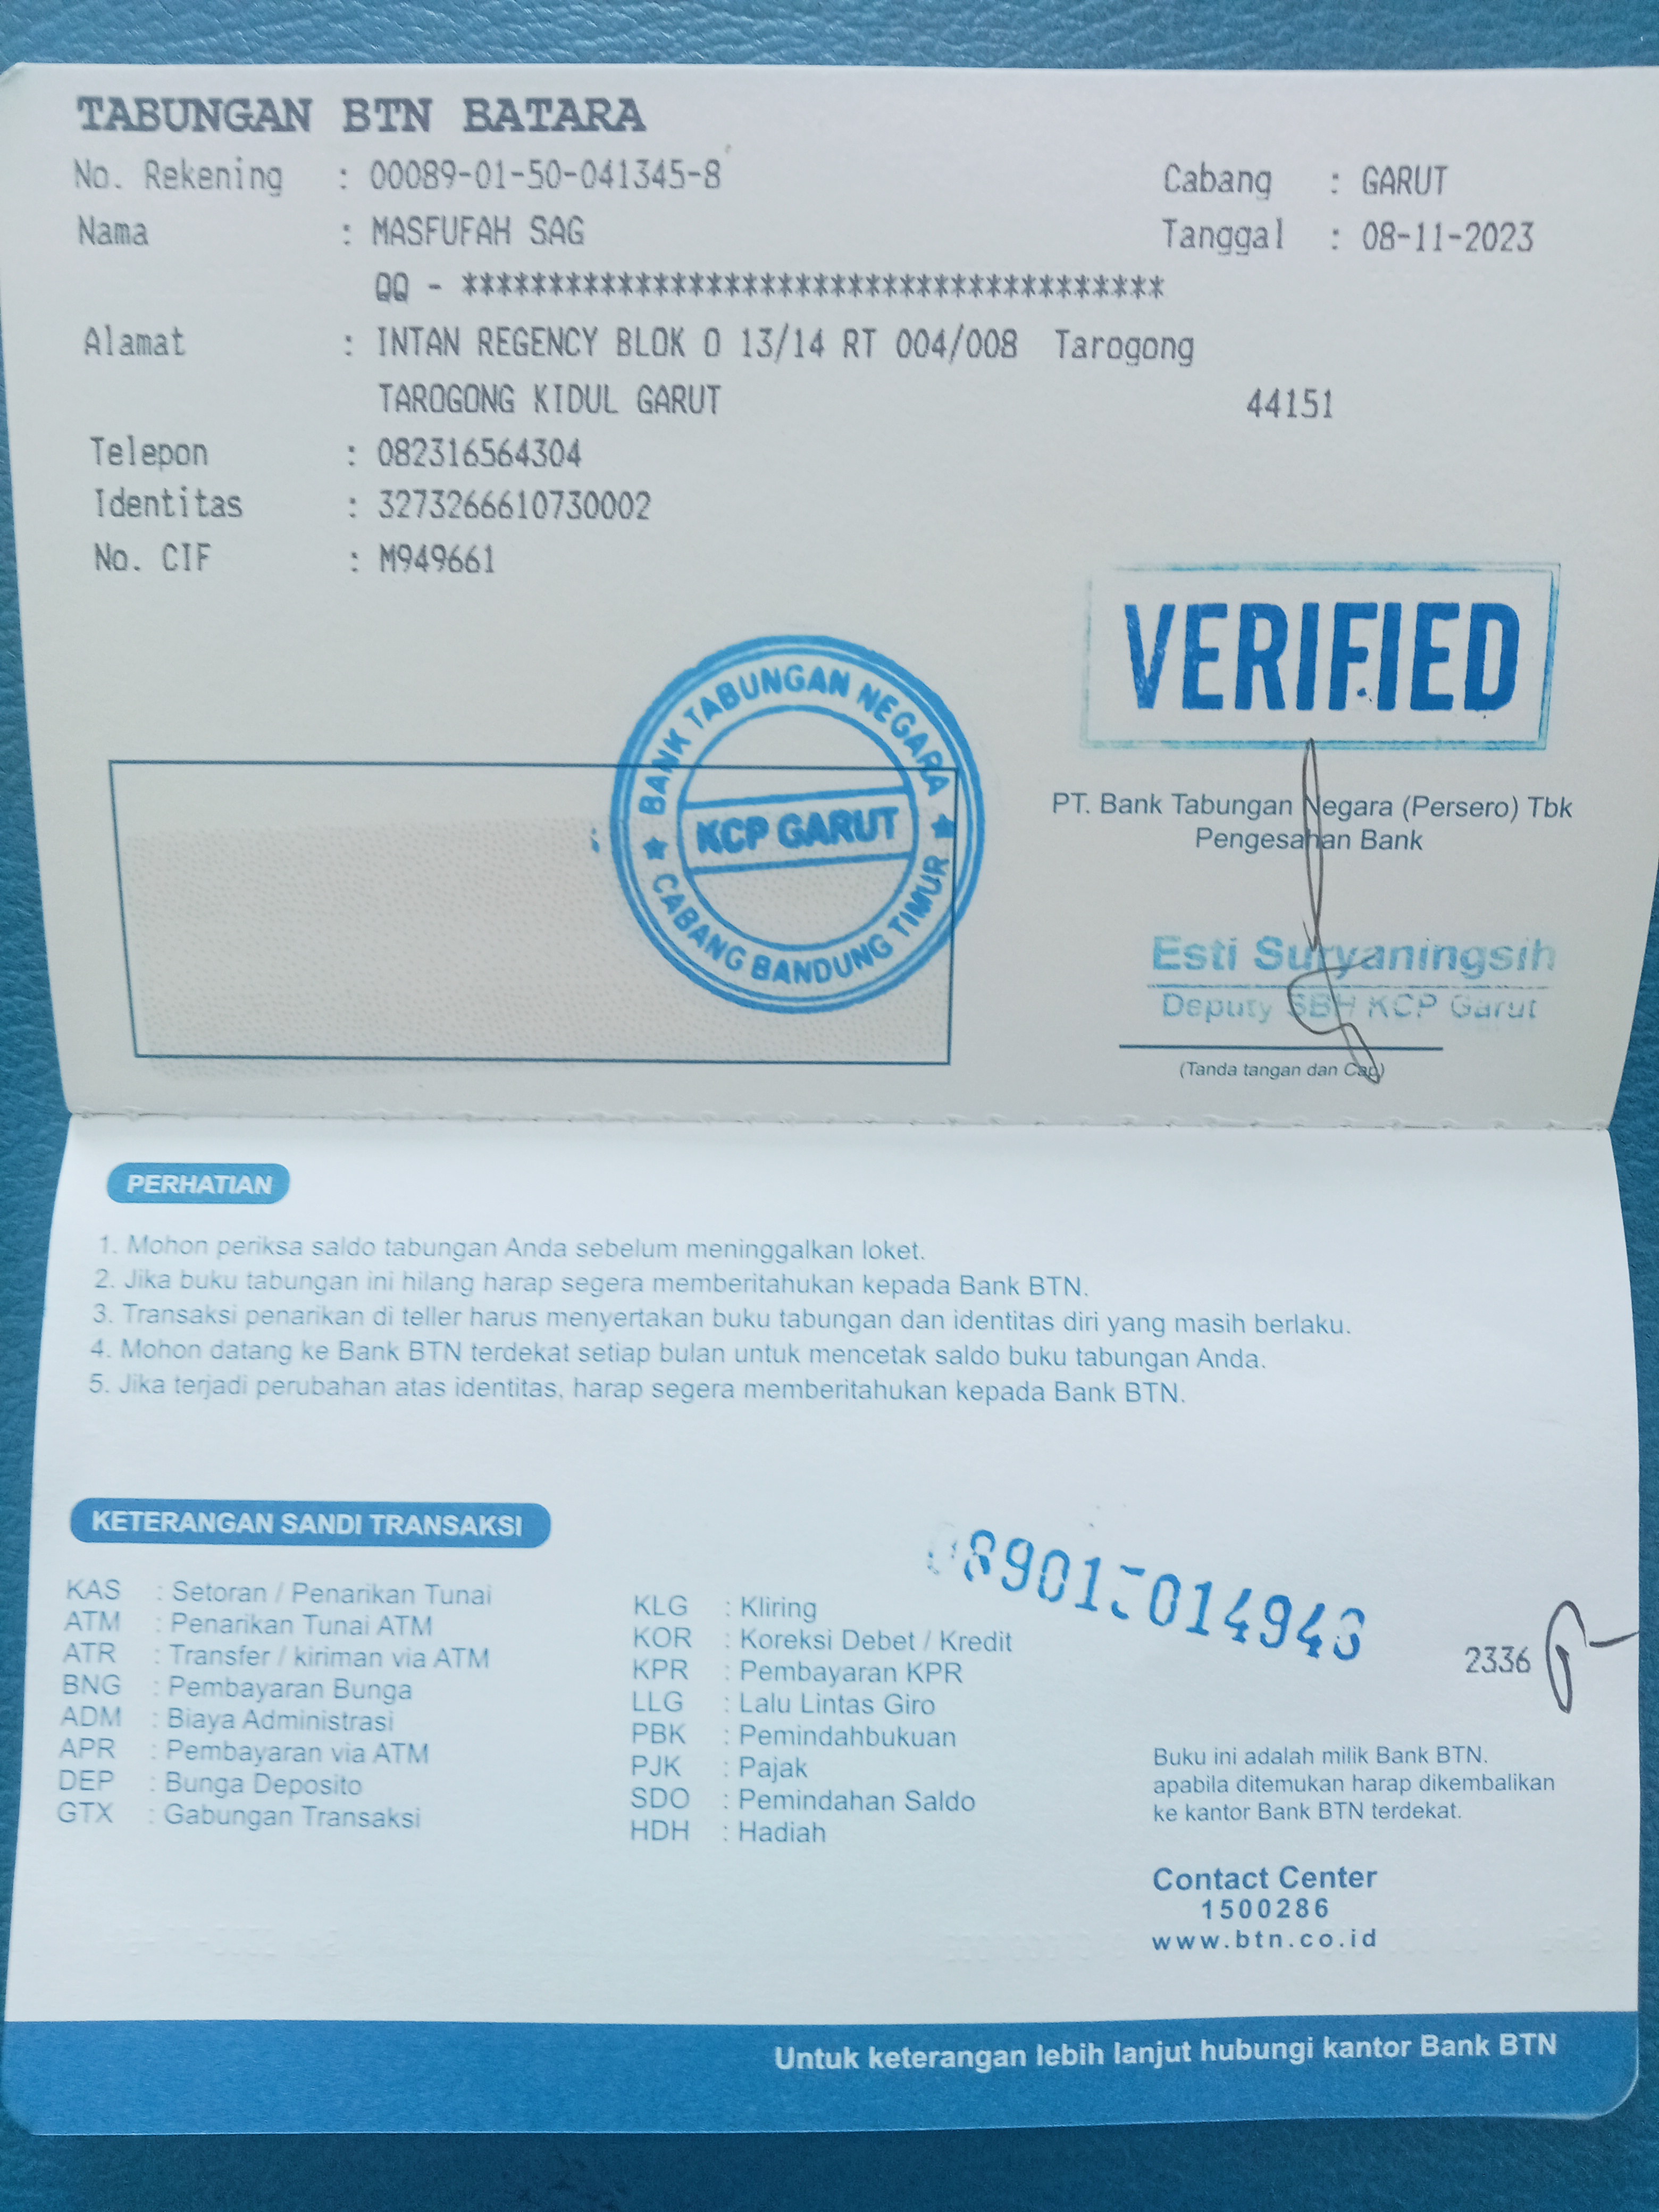 TABUNGAN BTN BATARA
No. Rekening : 00089-01-50-041345-8
Cabang : GARUT
Nama : MASFUFAH SAG
Tanggal : 08-11-2023
QQ - *****************************************
Alamat : INTAN REGENCY BLOK O 13/14 RT 004/008 Tarogong
TAROGONG KIDUL GARUT 44151
Telepon : 082316564304
Identitas : 3273266610730002
No. CIF : M949661
VERIFIED
BANK TABUNGAN NEGARA
KCP GARUT
CABANG BANDUNG TIMUR
PT. Bank Tabungan Negara (Persero) Tbk
Pengesahan Bank
Esti Suryaningsih
Deputy SBH KCP Garut
(Tanda tangan dan Cap)
PERHATIAN
1. Mohon periksa saldo tabungan Anda sebelum meninggalkan loket.
2. Jika buku tabungan ini hilang harap segera memberitahukan kepada Bank BTN.
3. Transaksi penarikan di teller harus menyertakan buku tabungan dan identitas diri yang masih berlaku.
4. Mohon datang ke Bank BTN terdekat setiap bulan untuk mencetak saldo buku tabungan Anda.
5. Jika terjadi perubahan atas identitas, harap segera memberitahukan kepada Bank BTN.
KETERANGAN SANDI TRANSAKSI
KAS : Setoran / Penarikan Tunai
ATM : Penarikan Tunai ATM
ATR : Transfer / kiriman via ATM
BNG : Pembayaran Bunga
ADM : Biaya Administrasi
APR : Pembayaran via ATM
DEP : Bunga Deposito
GTX : Gabungan Transaksi
KLG : Kliring
KOR : Koreksi Debet / Kredit
KPR : Pembayaran KPR
LLG : Lalu Lintas Giro
PBK : Pemindahbukuan
PJK : Pajak
SDO : Pemindahan Saldo
HDH : Hadiah
2336
Buku ini adalah milik Bank BTN.
apabila ditemukan harap dikembalikan
ke kantor Bank BTN terdekat.
Contact Center
1500286
www.btn.co.id
Untuk keterangan lebih lanjut hubungi kantor Bank BTN